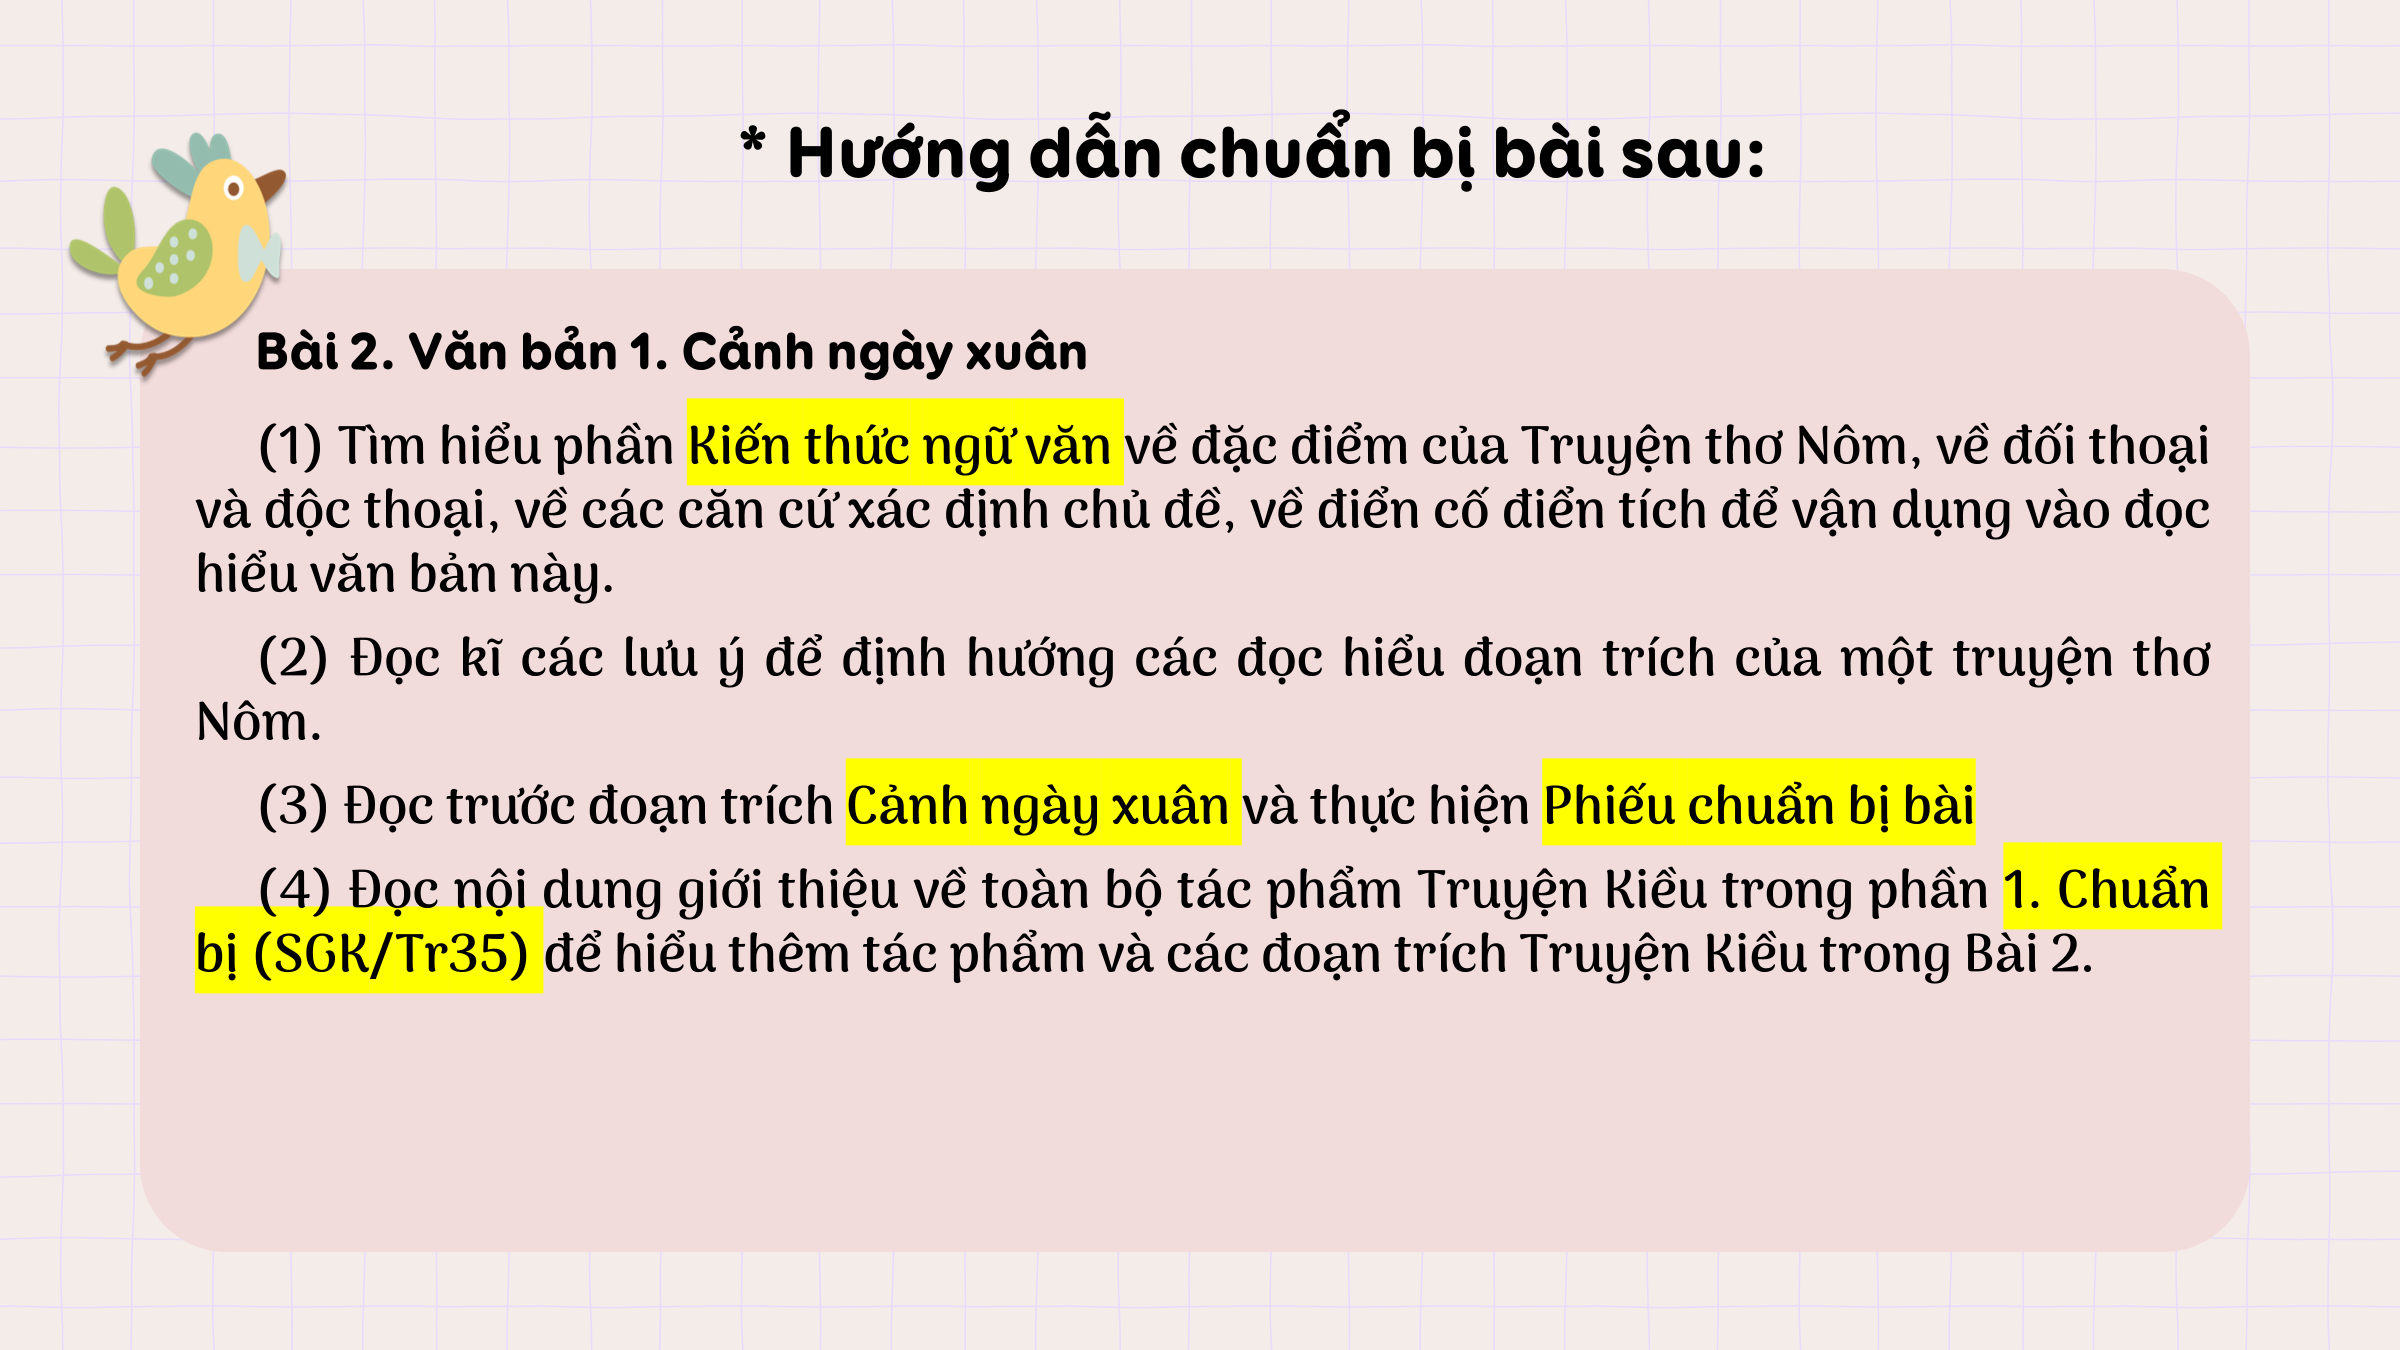 * Hướng dẫn chuẩn bị bài sau:
Bài 2. Văn bản 1. Cảnh ngày xuân
(1) Tìm hiểu phần Kiến thức ngữ văn về đặc điểm của Truyện thơ Nôm, về đối thoại
và độc thoại, về các căn cứ xác định chủ đề, về điển cố điển tích để vận dụng vào đọc
hiểu văn bản này.
(2) Đọc kĩ các lưu ý để định hướng các đọc hiểu đoạn trích của một truyện thơ
Nôm.
(3) Đọc trước đoạn trích Cảnh ngày xuân và thực hiện Phiếu chuẩn bị bài
(4) Đọc nội dung giới thiệu về toàn bộ tác phẩm Truyện Kiều trong phần 1. Chuẩn
bị (SGK/Tr35) để hiểu thêm tác phẩm và các đoạn trích Truyện Kiều trong Bài 2.